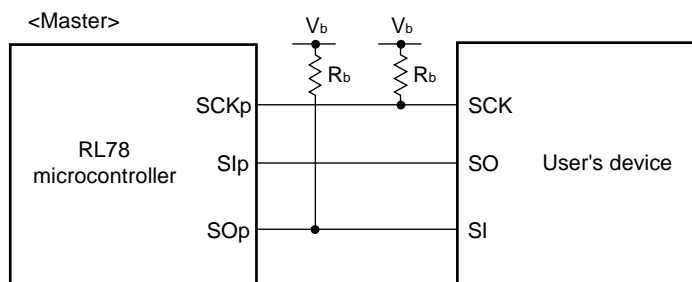 <Master>
Vb
Vb
Rb
Rb
SCKp
SCK
RL78
microcontroller
SIp
SO
User's device
SOp
SI